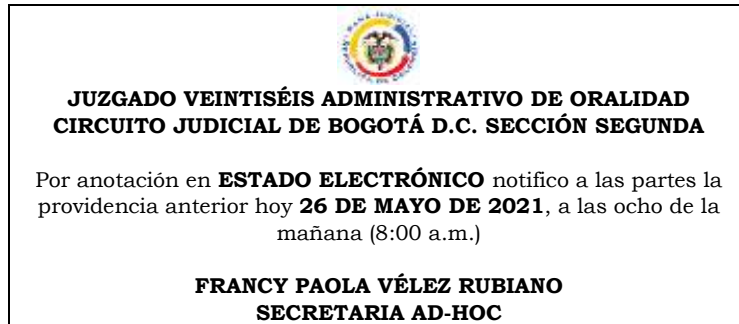 JUZGADO VEINTISÉIS ADMINISTRATIVO DE ORALIDAD
CIRCUITO JUDICIAL DE BOGOTÁ D.C. SECCIÓN SEGUNDA
Por anotación en ESTADO ELECTRÓNICO notifico a las partes la
providencia anterior hoy 26 DE MAYO DE 2021, a las ocho de la
mañana (8:00 a.m.)
FRANCY PAOLA VÉLEZ RUBIANO
SECRETARIA AD-HOC